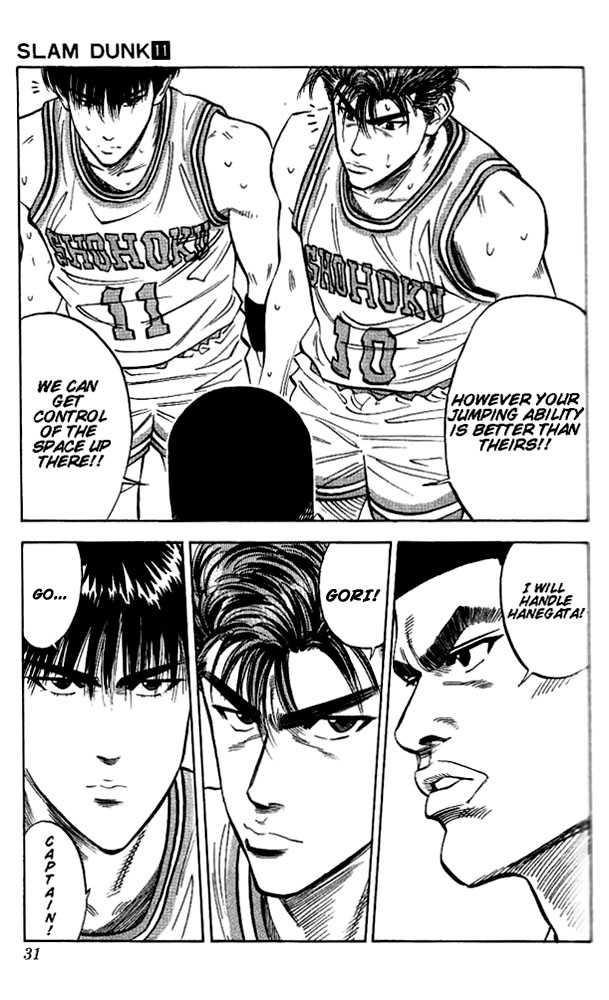 SLAM DUNK 11
HOWEVER YOUR
JUMPING ABILITY
IS BETTER THAN
THEIRS!!
WE CAN
GET
CONTROL
OF THE
SPACE UP
THERE!!
SHOHOKU
10
SHOHOKU
11
I WILL
HANDLE
HANEGATA!
GORI!
GO...
CAPTAIN!
31